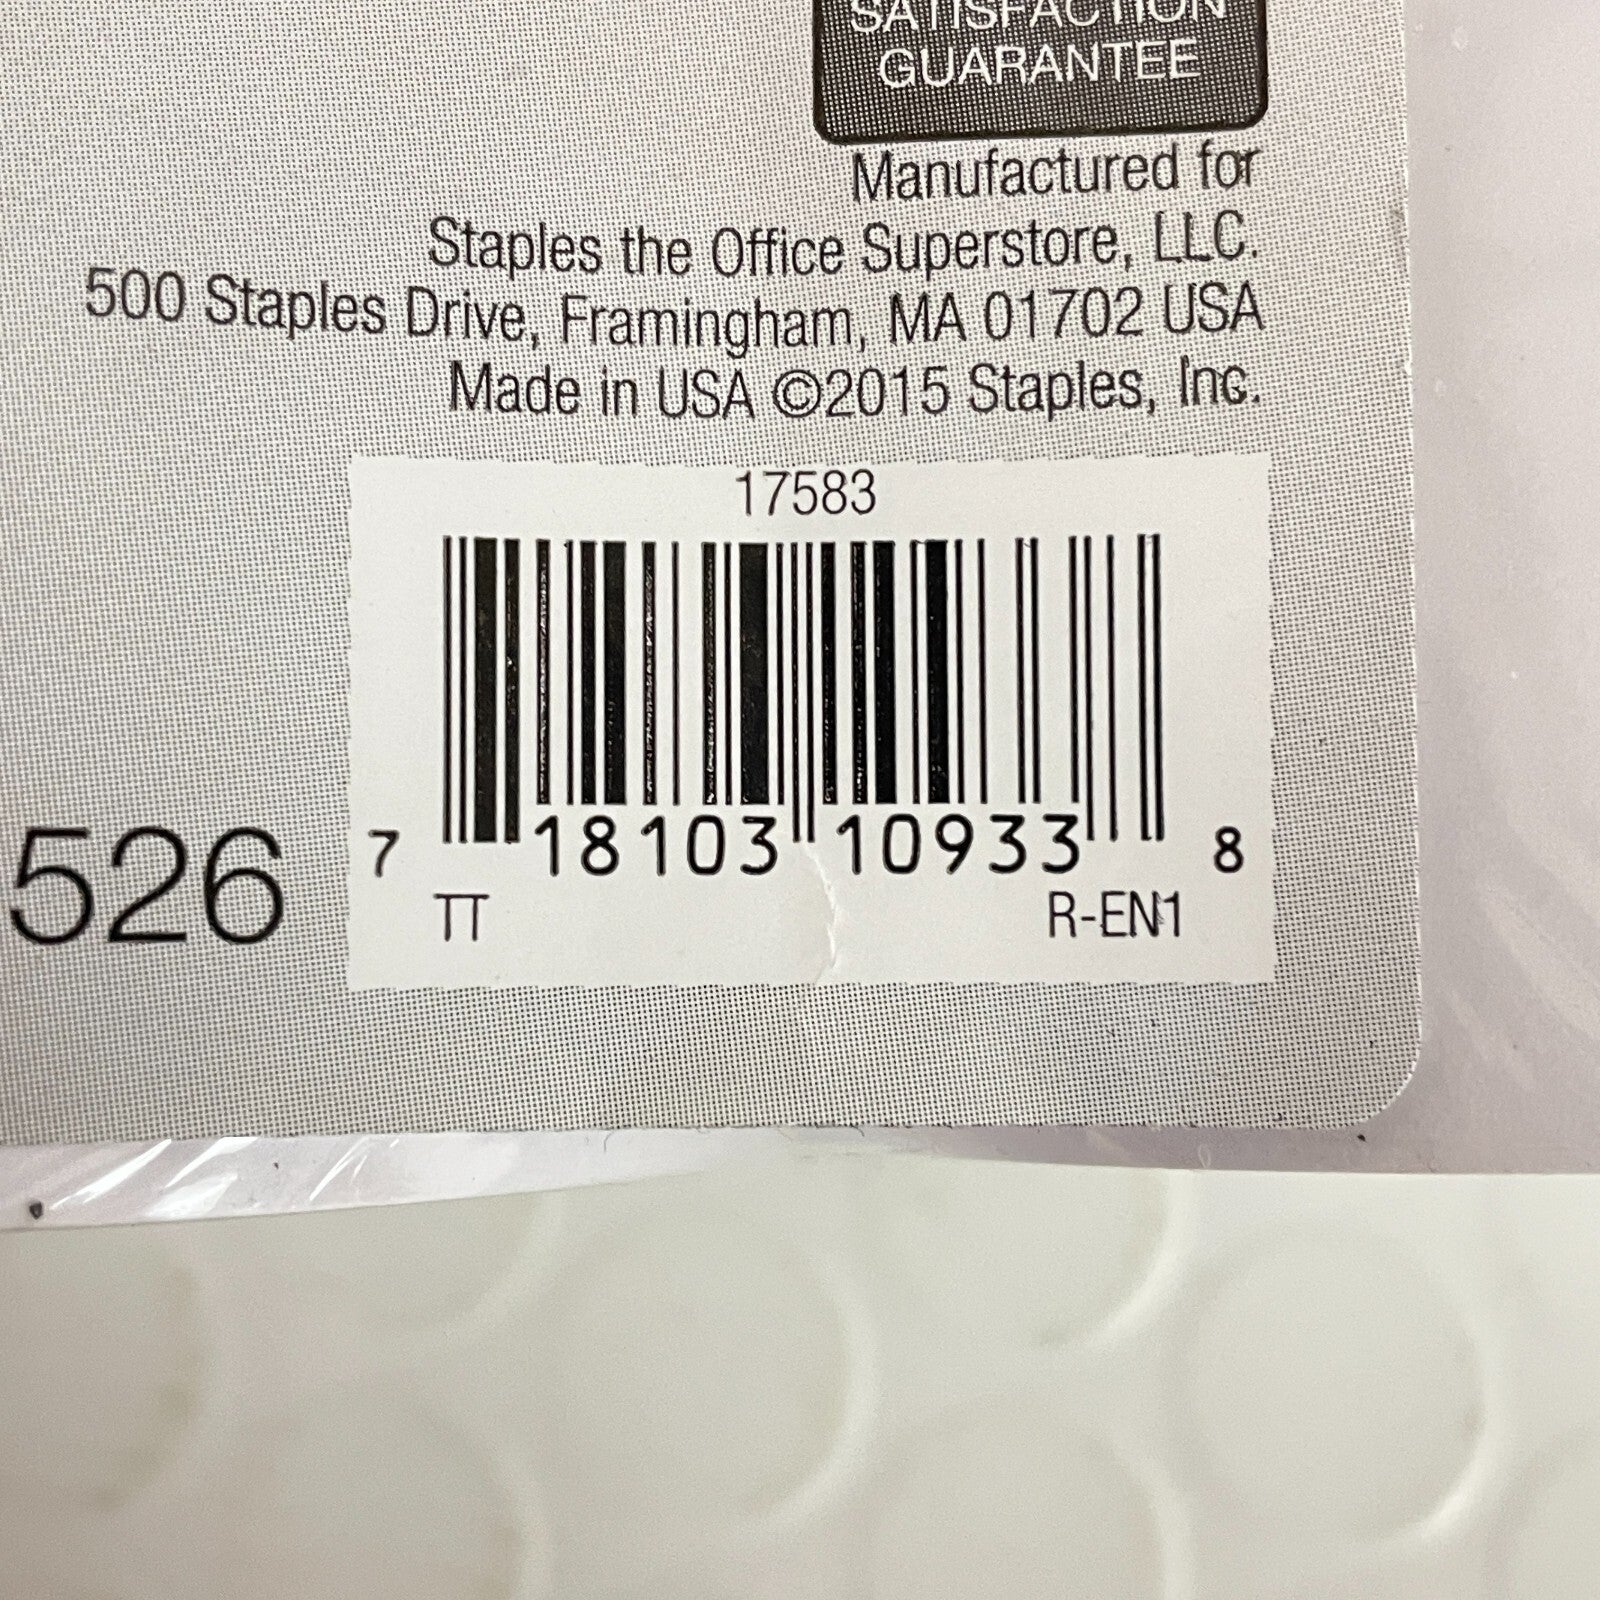 SATISFACTION
GUARANTEE
Manufactured for
Staples the Office Superstore, LLC.
500 Staples Drive, Framingham, MA 01702 USA
Made in USA ©2015 Staples, Inc.
17583
526
7 18103 10933 8
TT R-EN1